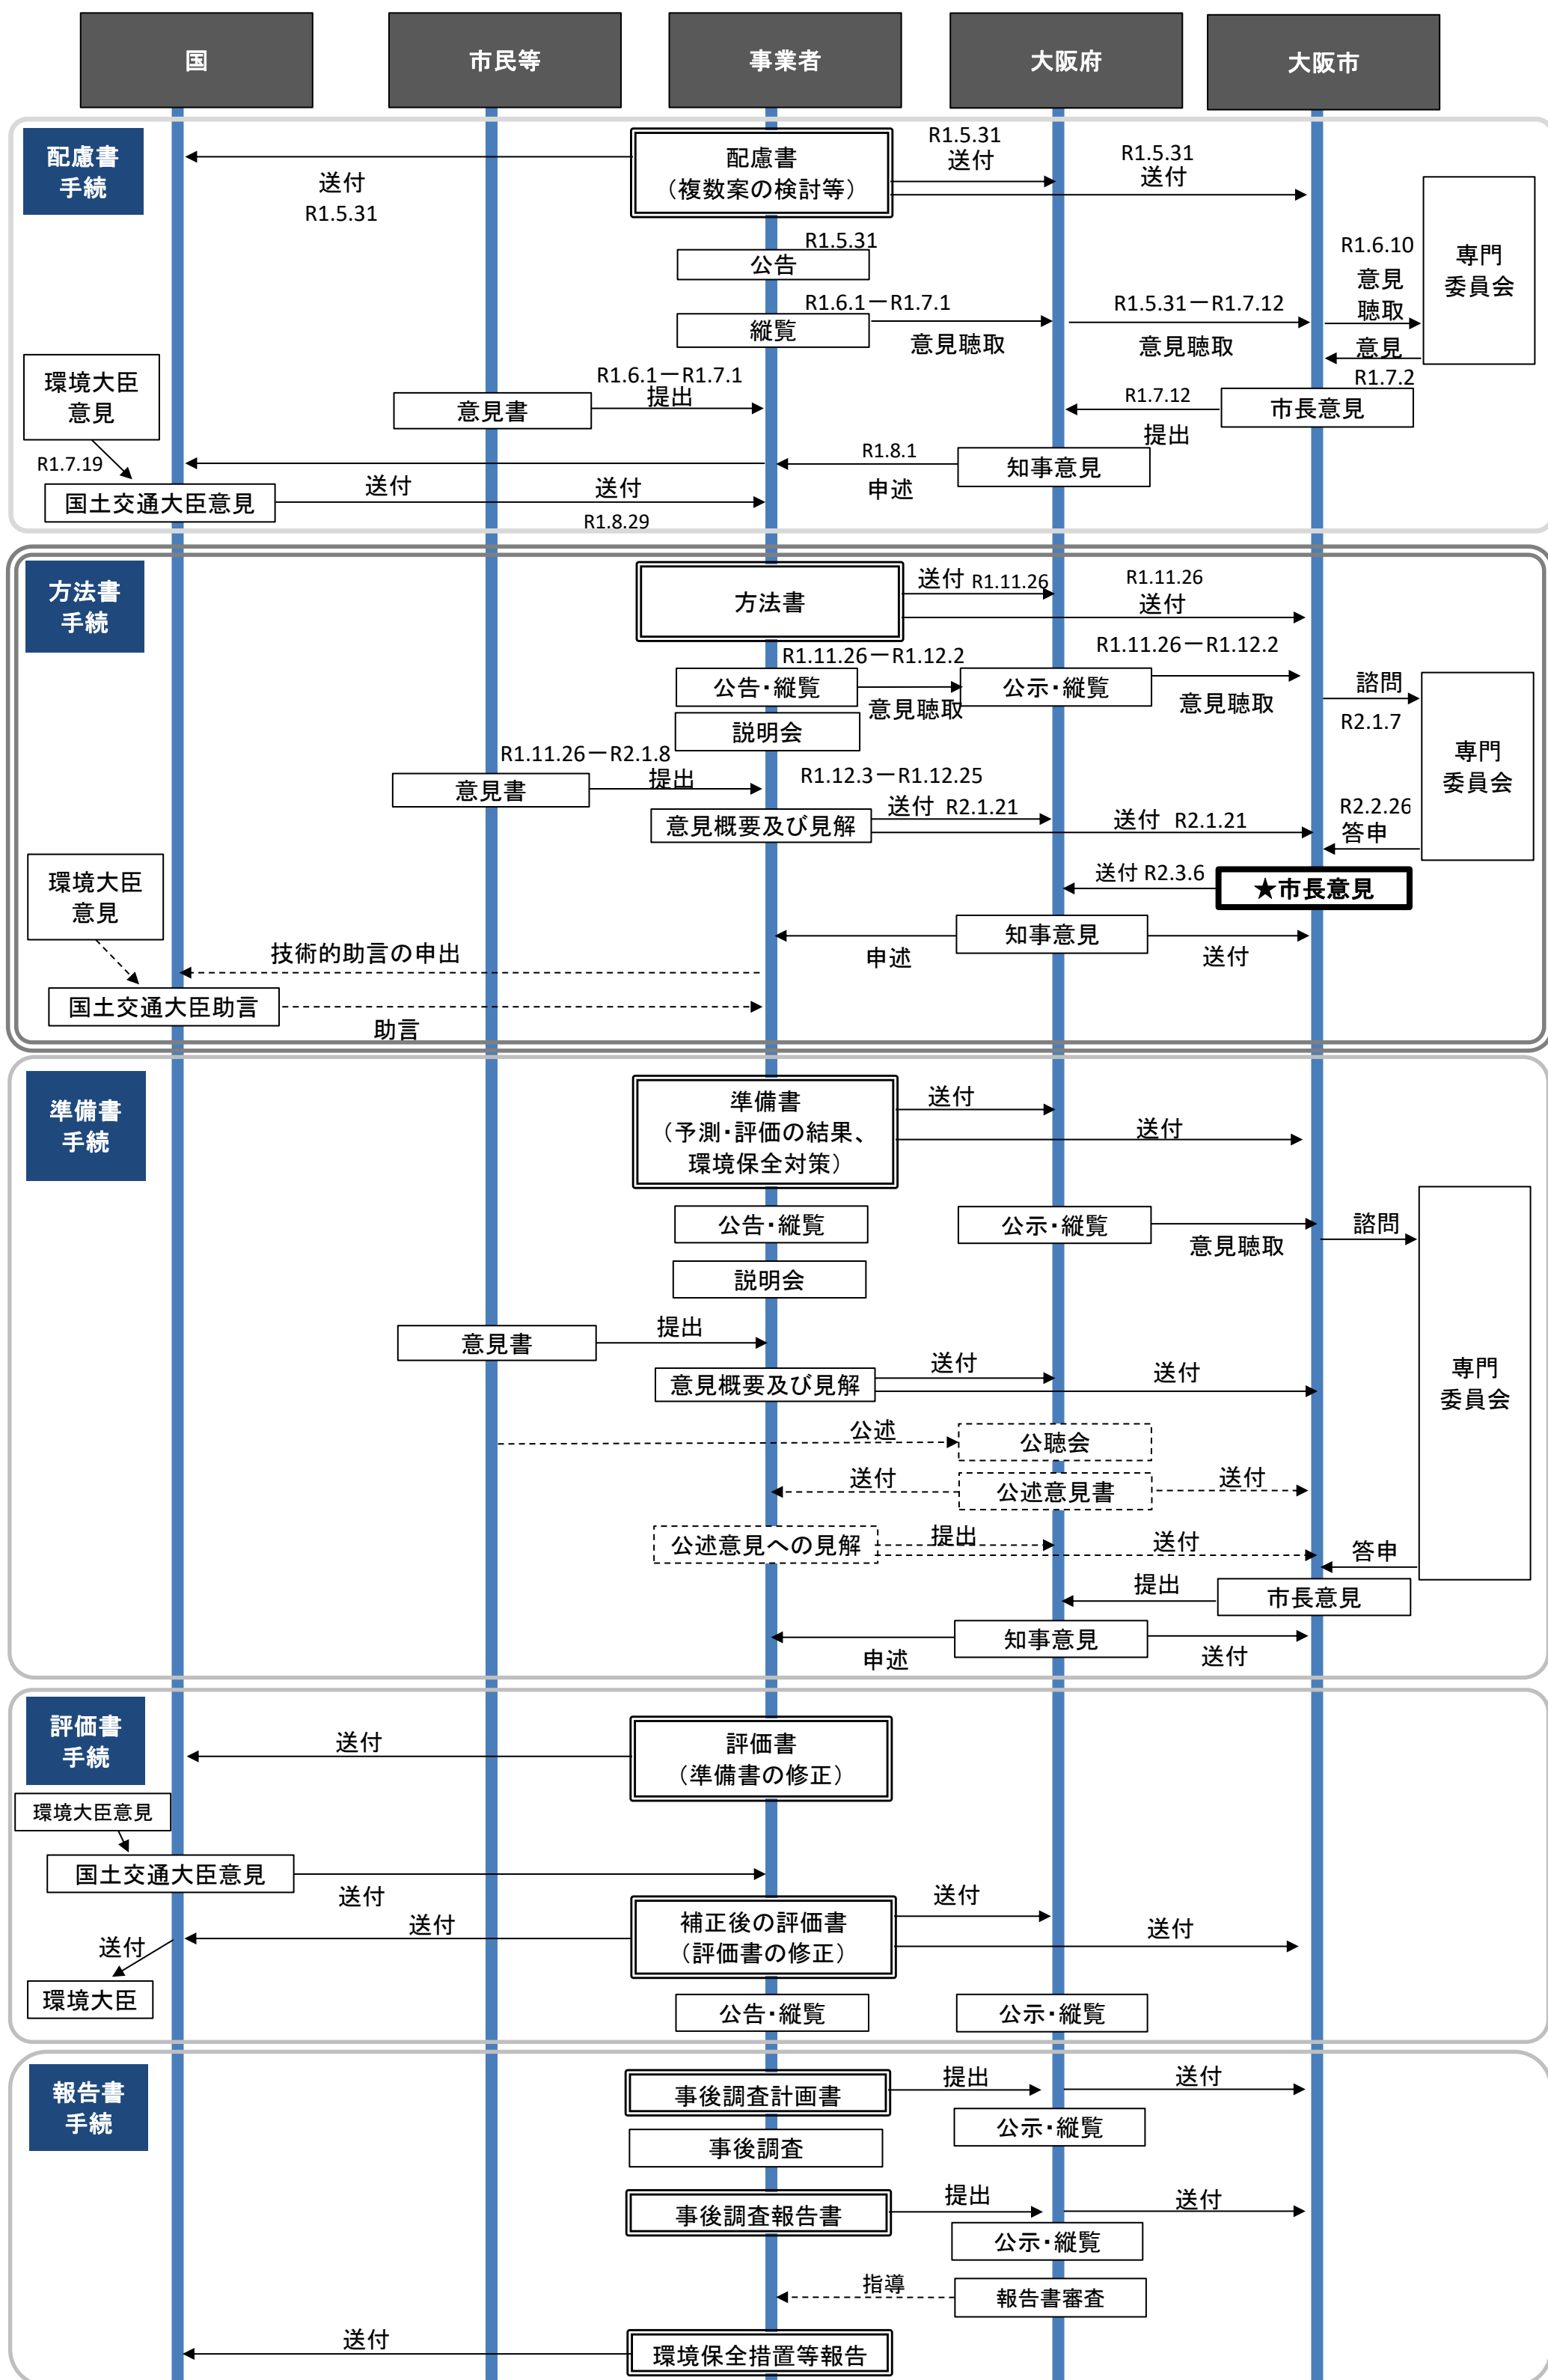 国
市民等
事業者
大阪府
大阪市
配慮書
手続
配慮書
（複数案の検討等）
送付
R1.5.31
R1.5.31
送付
R1.5.31
送付
専門
委員会
R1.5.31
公告
R1.6.10
意見
聴取
意見
R1.7.2
R1.6.1－R1.7.1
縦覧
意見聴取
R1.5.31－R1.7.12
意見聴取
環境大臣
意見
R1.6.1－R1.7.1
意見書
提出
R1.7.12
提出
市長意見
R1.7.19
R1.8.1
申述
知事意見
送付
送付
国土交通大臣意見
R1.8.29
方法書
手続
方法書
送付 R1.11.26
R1.11.26
送付
R1.11.26－R1.12.2
公告・縦覧
意見聴取
公示・縦覧
R1.11.26－R1.12.2
意見聴取
諮問
R2.1.7
専門
委員会
説明会
R1.11.26－R2.1.8
意見書
提出
R1.12.3－R1.12.25
意見概要及び見解
送付 R2.1.21
送付 R2.1.21
R2.2.26
答申
環境大臣
意見
送付 R2.3.6
★市長意見
知事意見
申述
送付
技術的助言の申出
国土交通大臣助言
助言
準備書
手続
準備書
（予測・評価の結果、
環境保全対策）
送付
送付
公告・縦覧
公示・縦覧
意見聴取
諮問
説明会
意見書
提出
専門
委員会
意見概要及び見解
送付
送付
公述
公聴会
送付
公述意見書
送付
公述意見への見解
提出
送付
答申
提出
市長意見
知事意見
申述
送付
評価書
手続
評価書
（準備書の修正）
送付
環境大臣意見
国土交通大臣意見
送付
補正後の評価書
（評価書の修正）
送付
送付
送付
送付
環境大臣
公告・縦覧
公示・縦覧
報告書
手続
事後調査計画書
提出
送付
公示・縦覧
事後調査
事後調査報告書
提出
送付
公示・縦覧
指導
報告書審査
送付
環境保全措置等報告